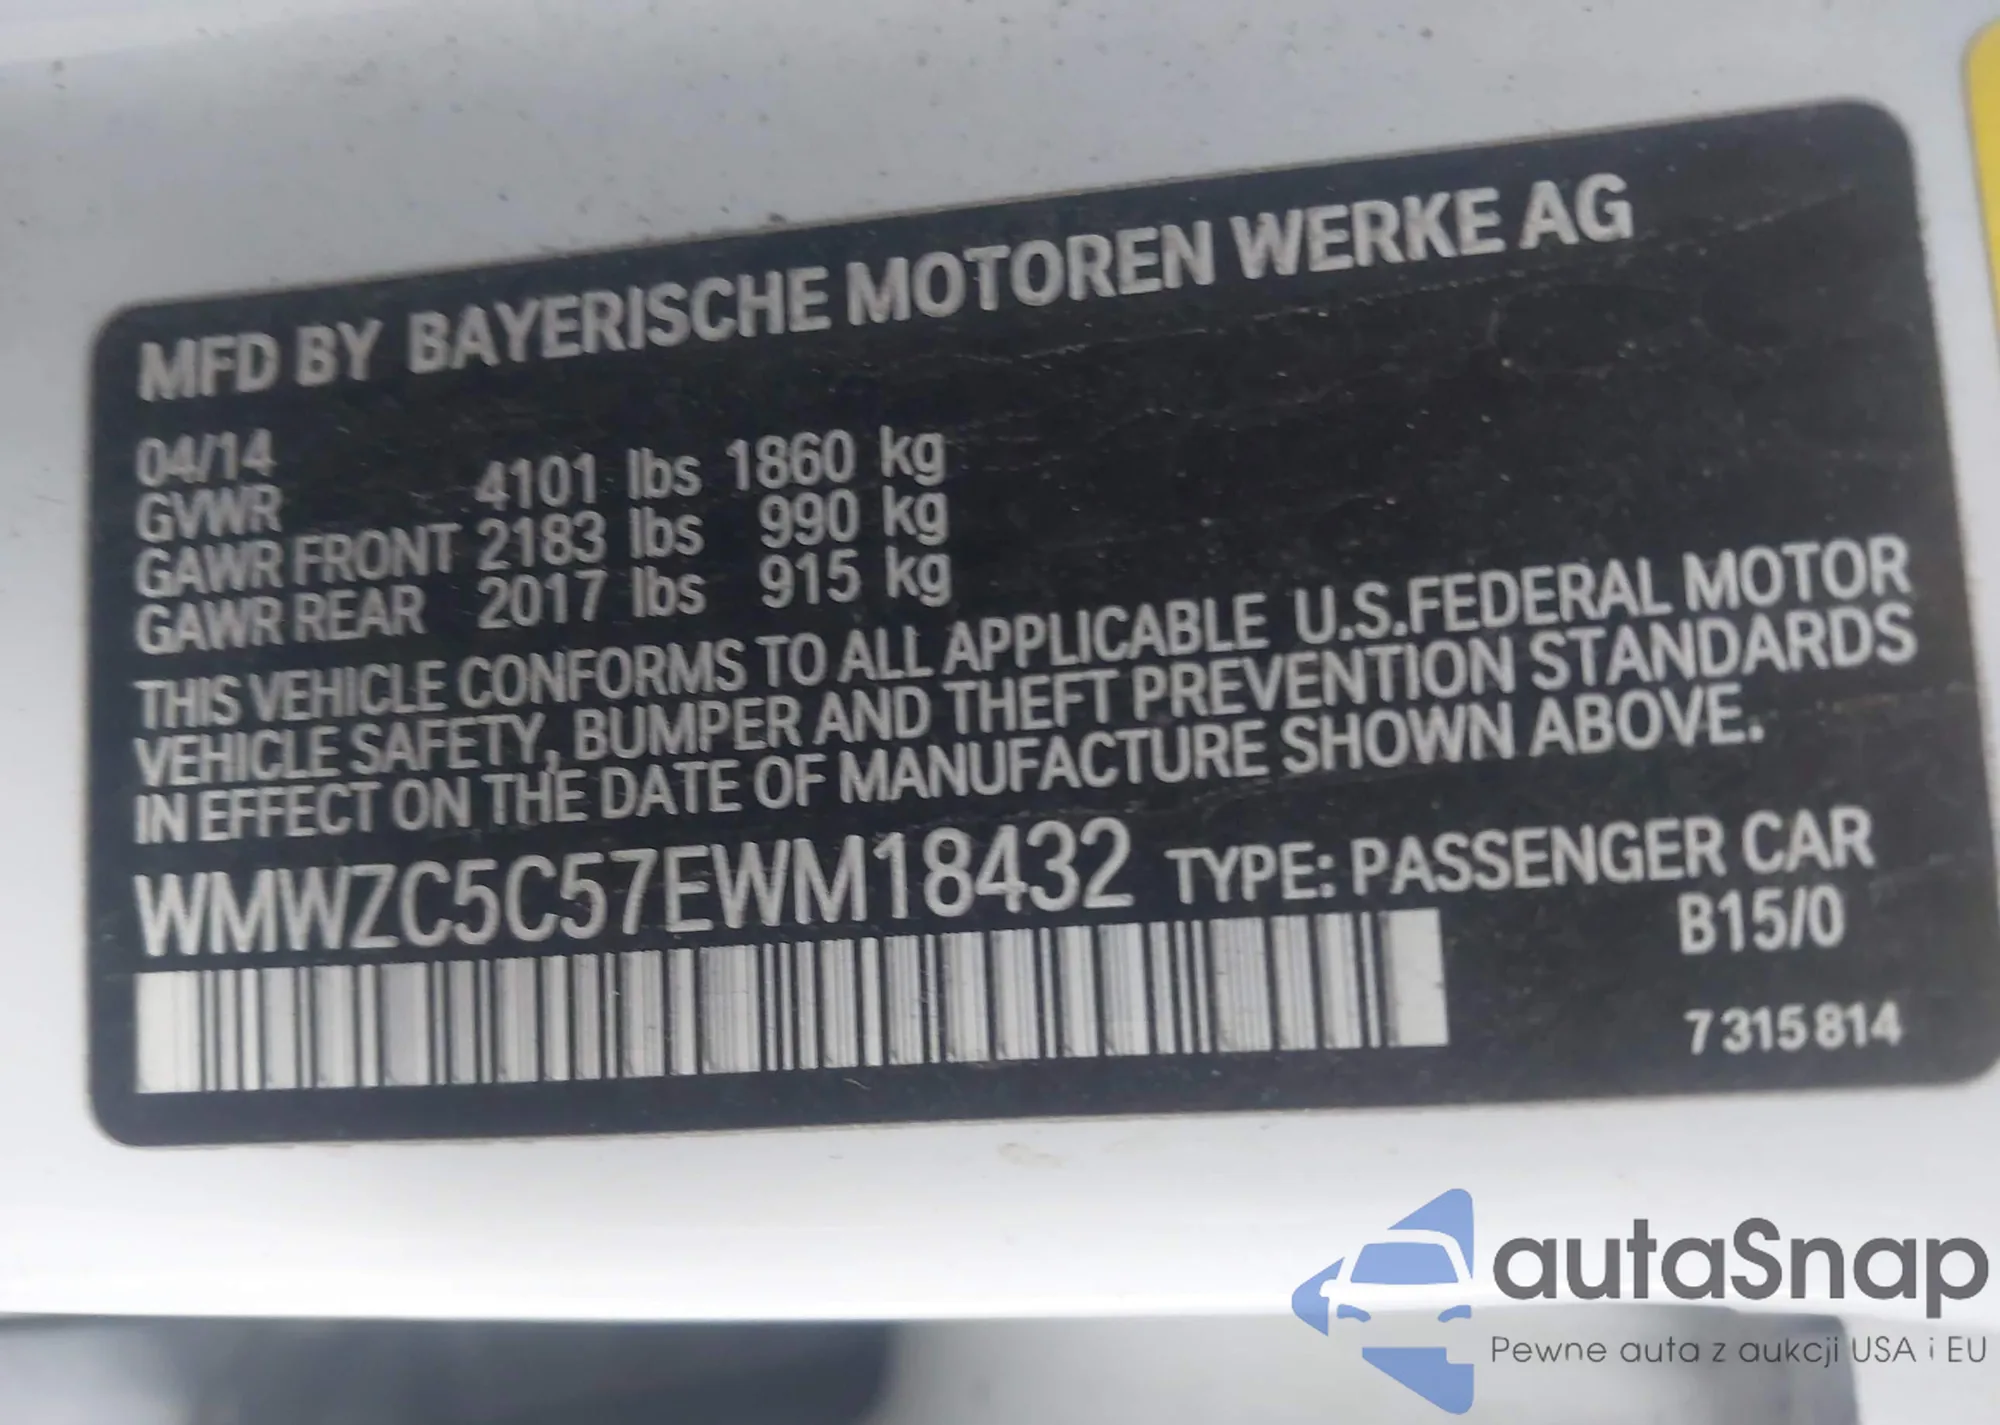 MFD BY BAYERISCHE MOTOREN WERKE AG
04/14
GVWR 4101 lbs 1860 kg
GAWR FRONT 2183 lbs 990 kg
GAWR REAR 2017 lbs 915 kg
THIS VEHICLE CONFORMS TO ALL APPLICABLE U.S.FEDERAL MOTOR
VEHICLE SAFETY, BUMPER AND THEFT PREVENTION STANDARDS
IN EFFECT ON THE DATE OF MANUFACTURE SHOWN ABOVE.
WMWZC5C57EWM18432 TYPE: PASSENGER CAR
B15/0
7315814
autaSnap
Pewne auta z aukcji USA i EU